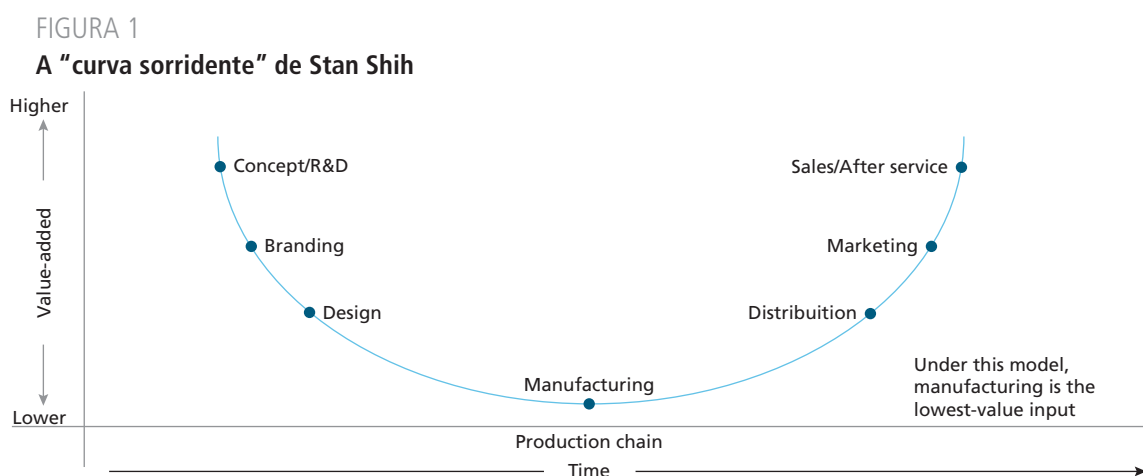 FIGURA 1
A “curva sorridente” de Stan Shih
Higher
Value-added
Lower
Concept/R&D
Branding
Design
Manufacturing
Sales/After service
Marketing
Distribuition
Under this model,
manufacturing is the
lowest-value input
Production chain
Time